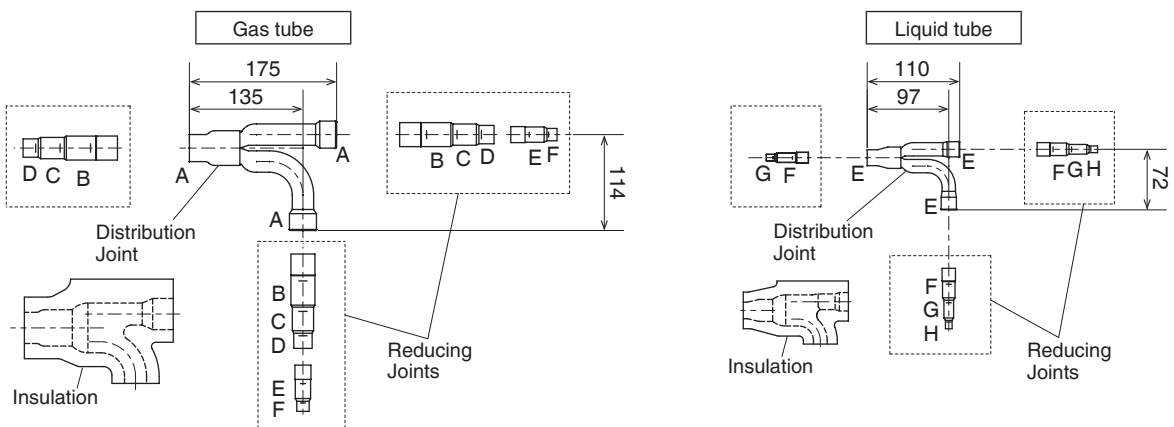 Gas tube
175
135
D C B
A
A
A
B C D
E F
114
Distribution
Joint
B
C
D
E
F
Reducing
Joints
Insulation
Liquid tube
110
97
G F
E
E
E
F G H
72
Distribution
Joint
F
G
H
Reducing
Joints
Insulation